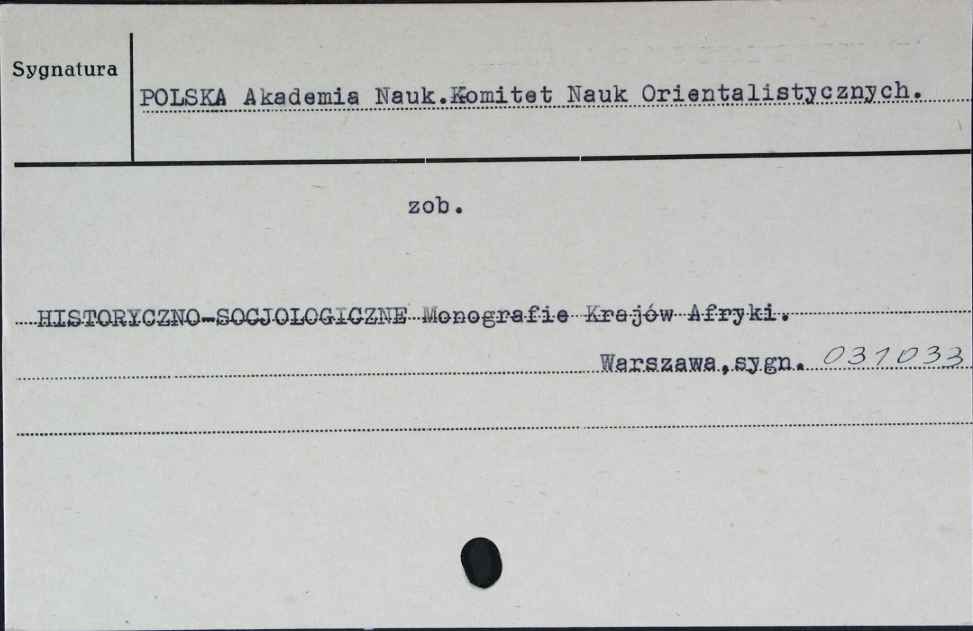 Sygnatura
POLSKA Akademia Nauk.Komitet Nauk Orientalistycznych.
zob.
HISTORYCZNO-SOCJOLOGICZNE Monografie Krajów Afryki.
Warszawa,sygn. 031033